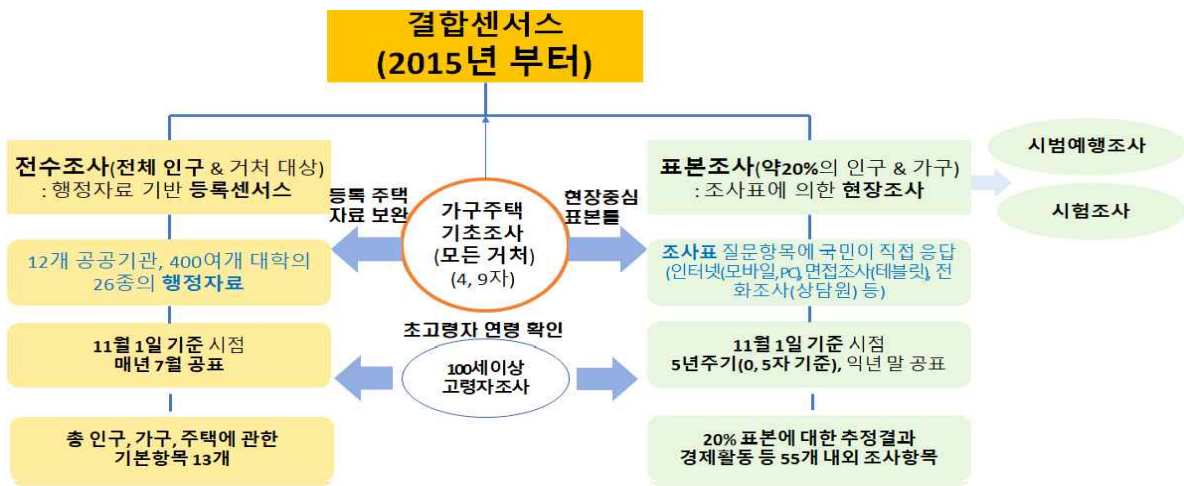 결합센서스
(2015년 부터)
전수조사(전체 인구 & 거처 대상)
: 행정자료 기반 등록센서스
12개 공공기관, 400여개 대학의
26종의 행정자료
11월 1일 기준 시점
매년 7월 공표
총 인구, 가구, 주택에 관한
기본항목 13개
등록 주택
자료 보완
가구주택
기초조사
(모든 거처)
(4, 9자)
현장중심
표본틀
초고령자 연령 확인
100세이상
고령자조사
표본조사(약20%의 인구 & 가구)
: 조사표에 의한 현장조사
조사표 질문항목에 국민이 직접 응답
(인터넷(모바일,PC), 면접조사(태블릿), 전
화조사(상담원) 등)
11월 1일 기준 시점
5년주기(0, 5자 기준), 익년 말 공표
20% 표본에 대한 추정결과
경제활동 등 55개 내외 조사항목
시범예행조사
시험조사